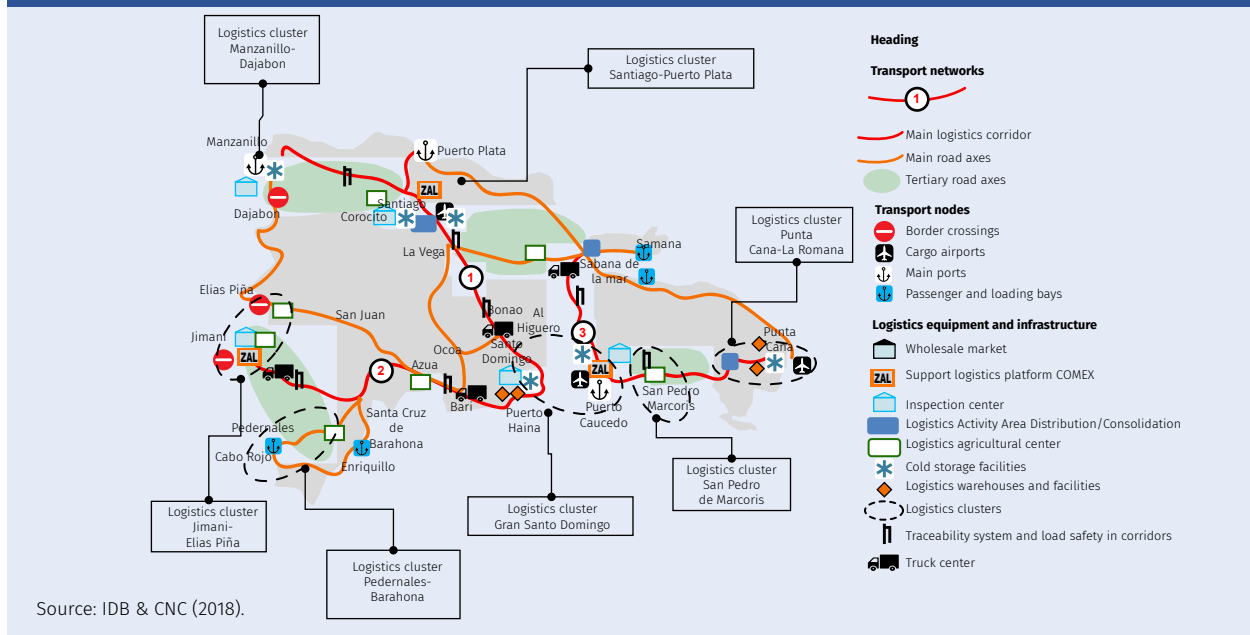 Logistics cluster
Manzanillo-
Dajabon
Logistics cluster
Santiago-Puerto Plata
Manzanillo
Puerto Plata
ZAL
Dajabon
Corocito
Santiago
La Vega
Logistics cluster
Punta
Cana-La Romana
Samana
Sabana de
la mar
1
Elias Piña
San Juan
Bonao
Al
Higuero
Jimani
ZAL
Ocoa
Santo
Domingo
3
Punta
Cana
2
Azua
ZAL
Bari
San Pedro
Marcoris
Santa Cruz
de
Barahona
Puerto
Haina
Puerto
Caucedo
Pedernales
Cabo Rojo
Enriquillo
Logistics cluster
Jimani-
Elias Piña
Logistics cluster
Pedernales-
Barahona
Logistics cluster
Gran Santo Domingo
Logistics cluster
San Pedro
de Marcoris
Heading
Transport networks
1
Main logistics corridor
Main road axes
Tertiary road axes
Transport nodes
Border crossings
Cargo airports
Main ports
Passenger and loading bays
Logistics equipment and infrastructure
Wholesale market
ZAL Support logistics platform COMEX
Inspection center
Logistics Activity Area Distribution/Consolidation
Logistics agricultural center
Cold storage facilities
Logistics warehouses and facilities
Logistics clusters
Traceability system and load safety in corridors
Truck center
Source: IDB & CNC (2018).